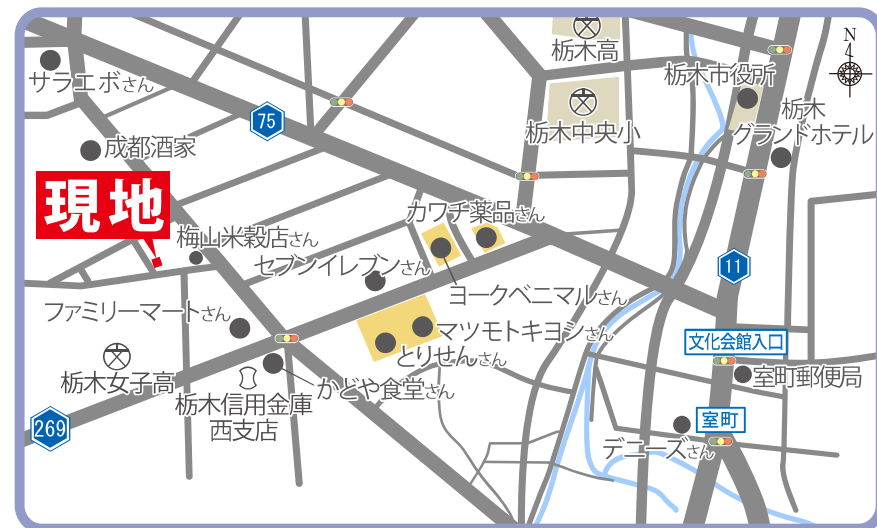 栃木高
N
サラエボさん
栃木市役所
75
栃木中央小
栃木
グランドホテル
成都酒家
現地
カワチ薬品さん
梅山米穀店さん
セブンイレブンさん
11
ヨークベニマルさん
ファミリーマートさん
マツモトキヨシさん
文化会館入口
とりせんさん
栃木女子高
かどや食堂さん
室町郵便局
栃木信用金庫
西支店
269
室町
デニーズさん